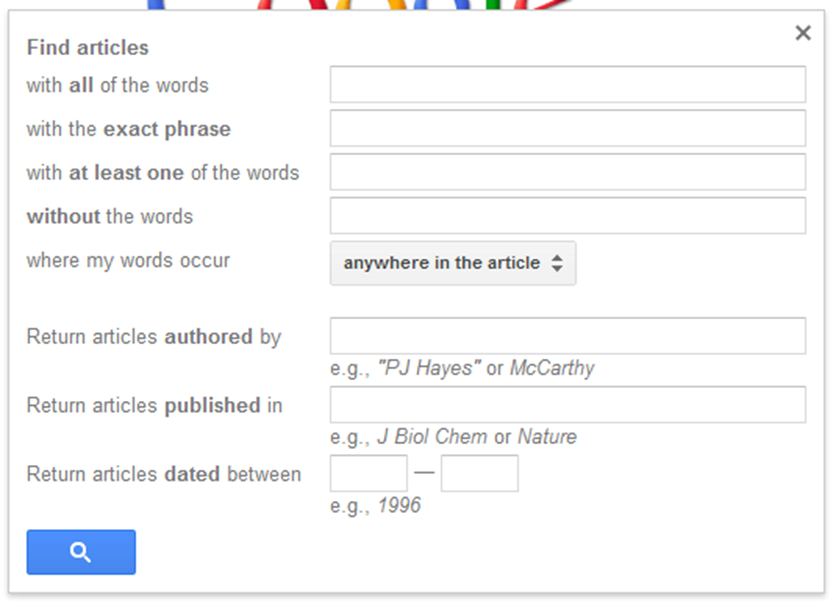 Find articles
with all of the words
with the exact phrase
with at least one of the words
without the words
where my words occur anywhere in the article
Return articles authored by
e.g., "PJ Hayes" or McCarthy
Return articles published in
e.g., J Biol Chem or Nature
Return articles dated between —
e.g., 1996